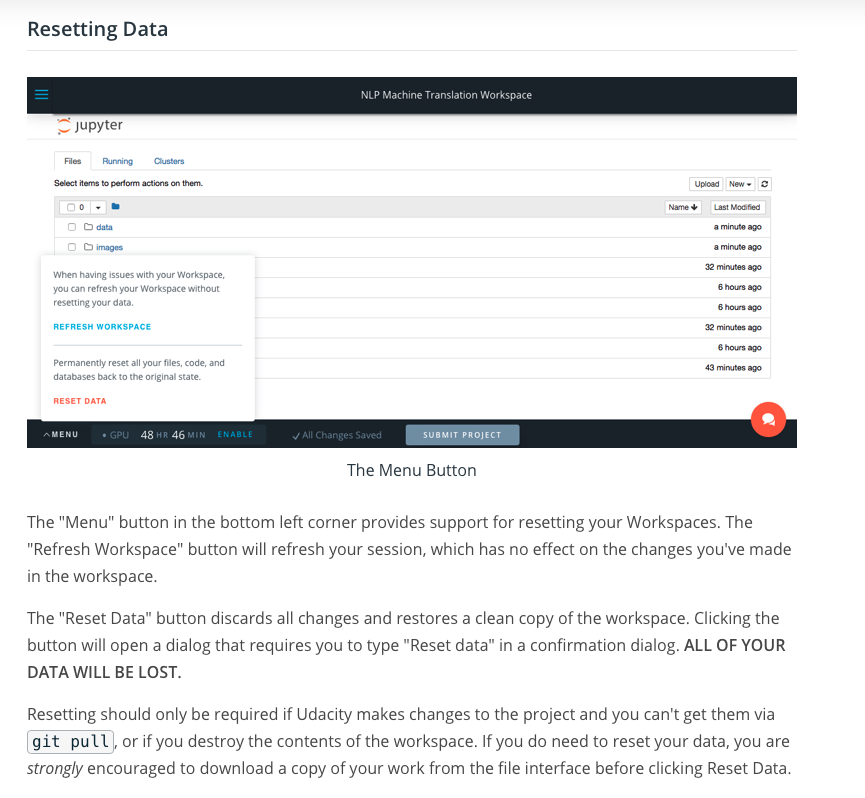 Resetting Data
NLP Machine Translation Workspace
jupyter
Files Running Clusters
Select items to perform actions on them.
Upload New
0 Name Last Modified
data a minute ago
images a minute ago
32 minutes ago
6 hours ago
6 hours ago
32 minutes ago
6 hours ago
43 minutes ago
When having issues with your Workspace,
you can refresh your Workspace without
resetting your data.
REFRESH WORKSPACE
Permanently reset all your files, code, and
databases back to the original state.
RESET DATA
MENU • GPU 48 HR 46 MIN ENABLE ✓ All Changes Saved SUBMIT PROJECT
The Menu Button
The "Menu" button in the bottom left corner provides support for resetting your Workspaces. The
"Refresh Workspace" button will refresh your session, which has no effect on the changes you've made
in the workspace.
The "Reset Data" button discards all changes and restores a clean copy of the workspace. Clicking the
button will open a dialog that requires you to type "Reset data" in a confirmation dialog. ALL OF YOUR
DATA WILL BE LOST.
Resetting should only be required if Udacity makes changes to the project and you can't get them via
git pull, or if you destroy the contents of the workspace. If you do need to reset your data, you are
strongly encouraged to download a copy of your work from the file interface before clicking Reset Data.